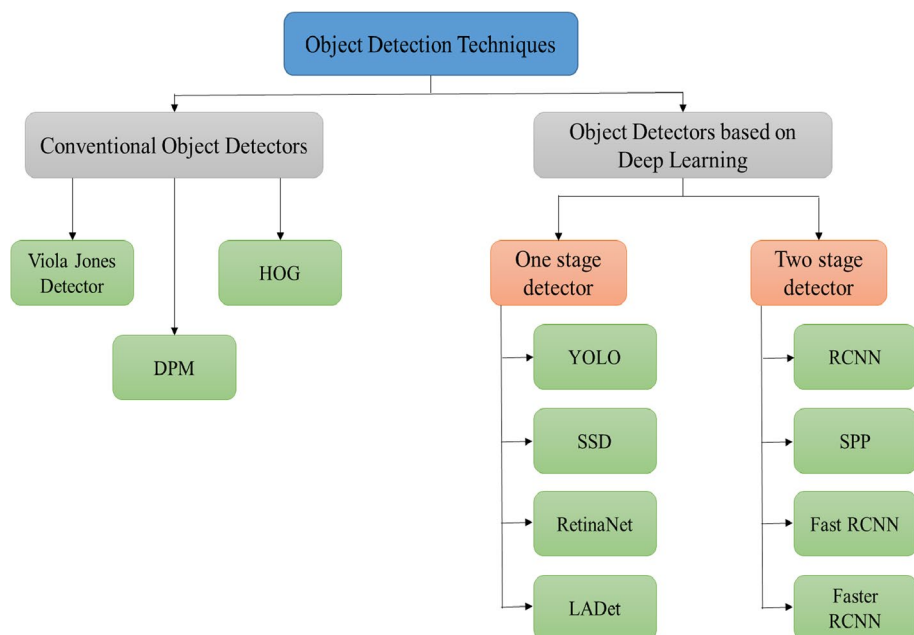 Object Detection Techniques
Conventional Object Detectors
Object Detectors based on
Deep Learning
Viola Jones
Detector
HOG
DPM
One stage
detector
Two stage
detector
YOLO
RCNN
SSD
SPP
RetinaNet
Fast RCNN
LADet
Faster
RCNN